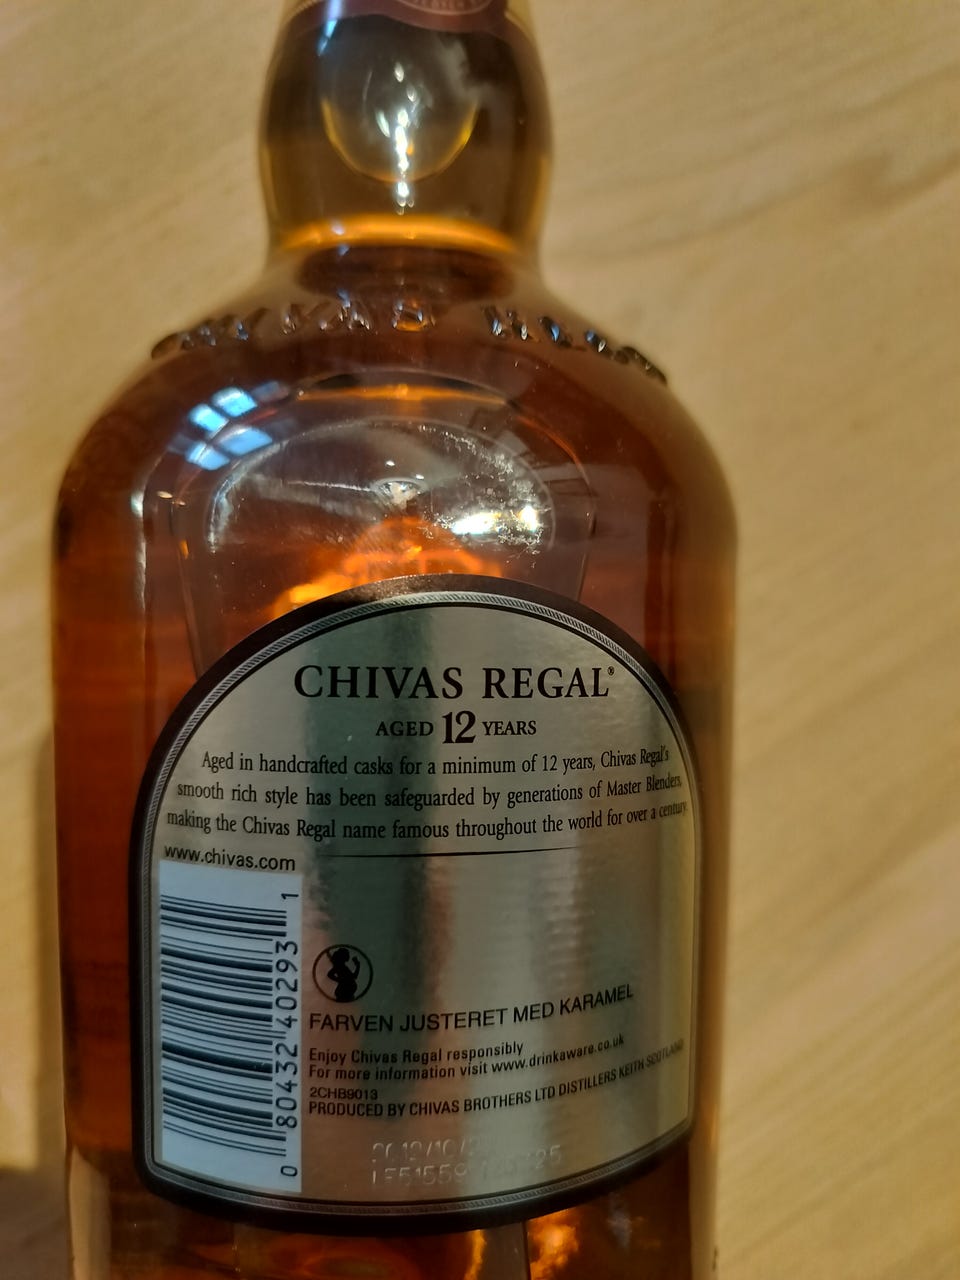 CHIVAS
CHIVAS REGAL®
AGED 12 YEARS
Aged in handcrafted casks for a minimum of 12 years, Chivas Regal's
smooth rich style has been safeguarded by generations of Master Blenders,
making the Chivas Regal name famous throughout the world for over a century.
www.chivas.com
0 80432 40293 1
FARVEN JUSTERET MED KARAMEL
Enjoy Chivas Regal responsibly
For more information visit www.drinkaware.co.uk
2CHB9013
PRODUCED BY CHIVAS BROTHERS LTD DISTILLERS KEITH SCOTLAND